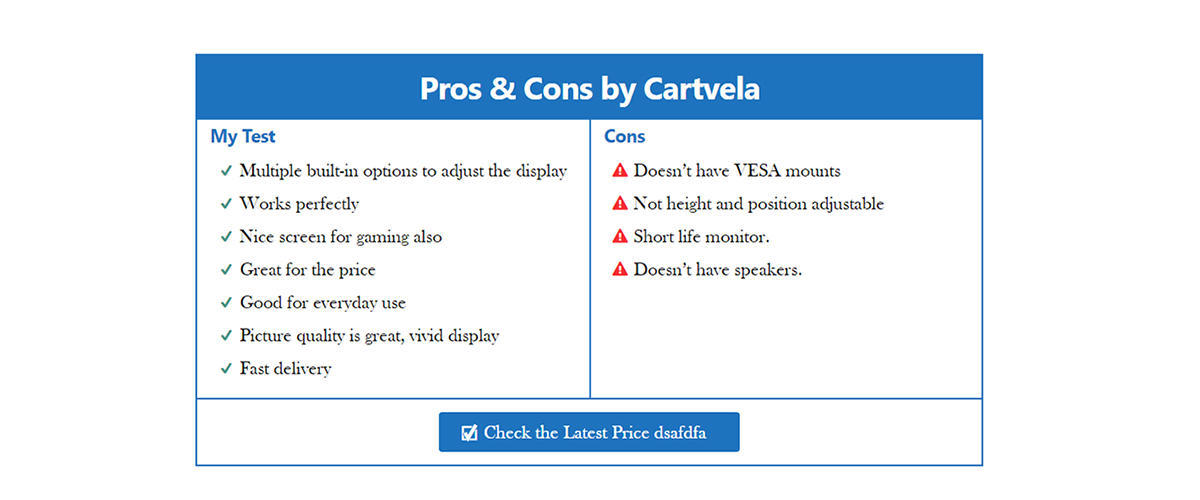 Pros & Cons by Cartvela
My Test
Multiple built-in options to adjust the display
Works perfectly
Nice screen for gaming also
Great for the price
Good for everyday use
Picture quality is great, vivid display
Fast delivery
Cons
Doesn’t have VESA mounts
Not height and position adjustable
Short life monitor.
Doesn’t have speakers.
Check the Latest Price dsafdfa